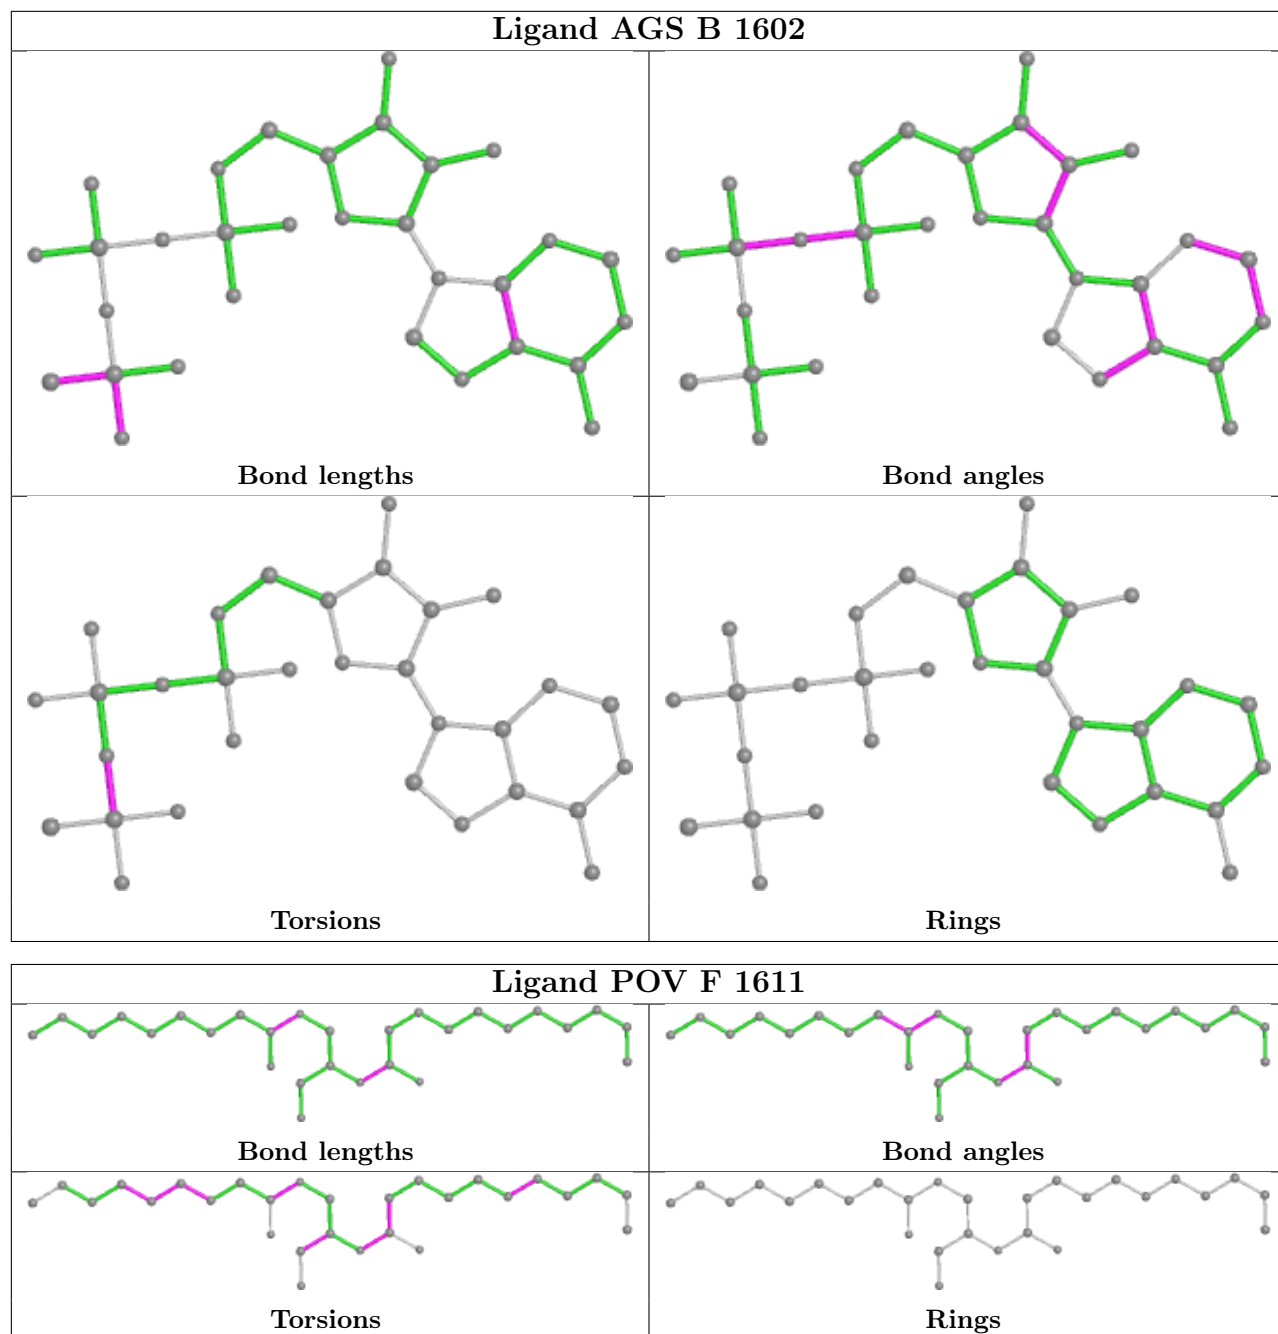 Ligand AGS B 1602
Bond lengths
Bond angles
Torsions
Rings
Ligand POV F 1611
Bond lengths
Bond angles
Torsions
Rings